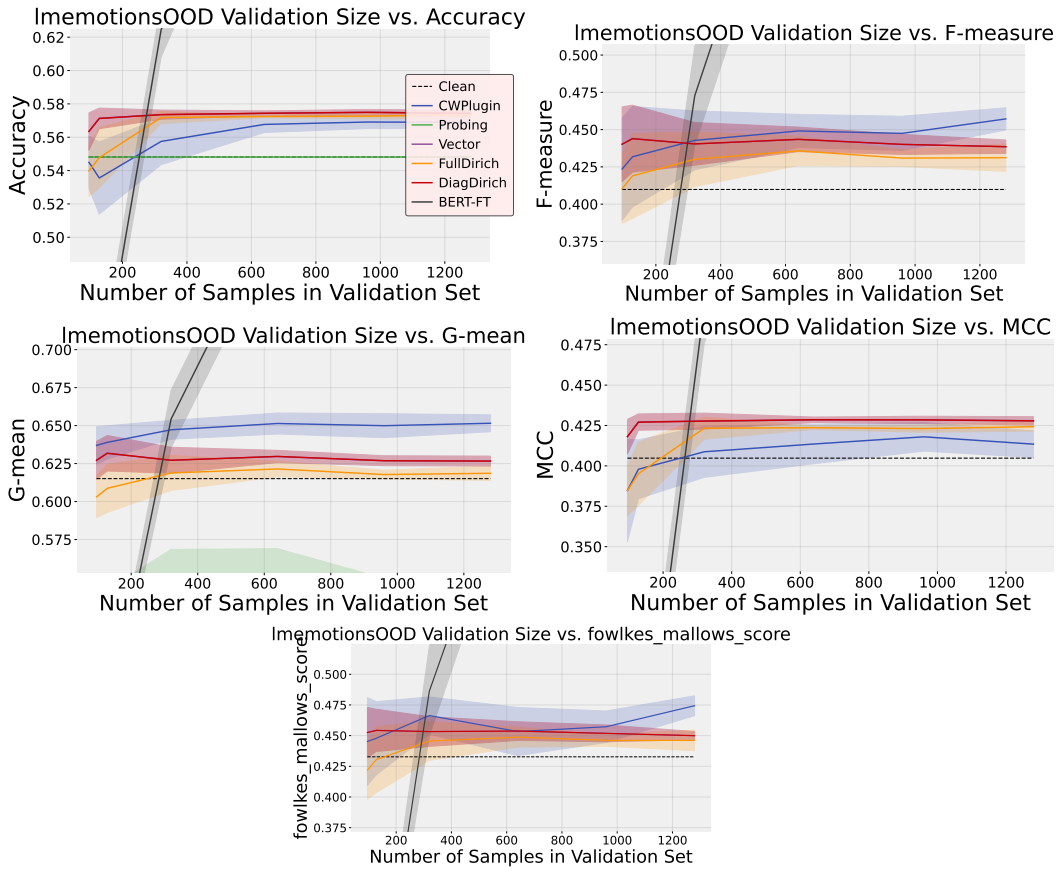 lmemotionsOOD Validation Size vs. Accuracy
Accuracy
0.62
0.60
0.58
0.56
0.54
0.52
0.50
200 400 600 800 1000 1200
Number of Samples in Validation Set
Clean
CWPlugin
Probing
Vector
FullDirich
DiagDirich
BERT-FT
lmemotionsOOD Validation Size vs. F-measure
F-measure
0.500
0.475
0.450
0.425
0.400
0.375
200 400 600 800 1000 1200
Number of Samples in Validation Set
lmemotionsOOD Validation Size vs. G-mean
G-mean
0.700
0.675
0.650
0.625
0.600
0.575
200 400 600 800 1000 1200
Number of Samples in Validation Set
lmemotionsOOD Validation Size vs. MCC
MCC
0.475
0.450
0.425
0.400
0.375
0.350
200 400 600 800 1000 1200
Number of Samples in Validation Set
lmemotionsOOD Validation Size vs. fowlkes_mallows_score
fowlkes_mallows_score
0.500
0.475
0.450
0.425
0.400
0.375
200 400 600 800 1000 1200
Number of Samples in Validation Set